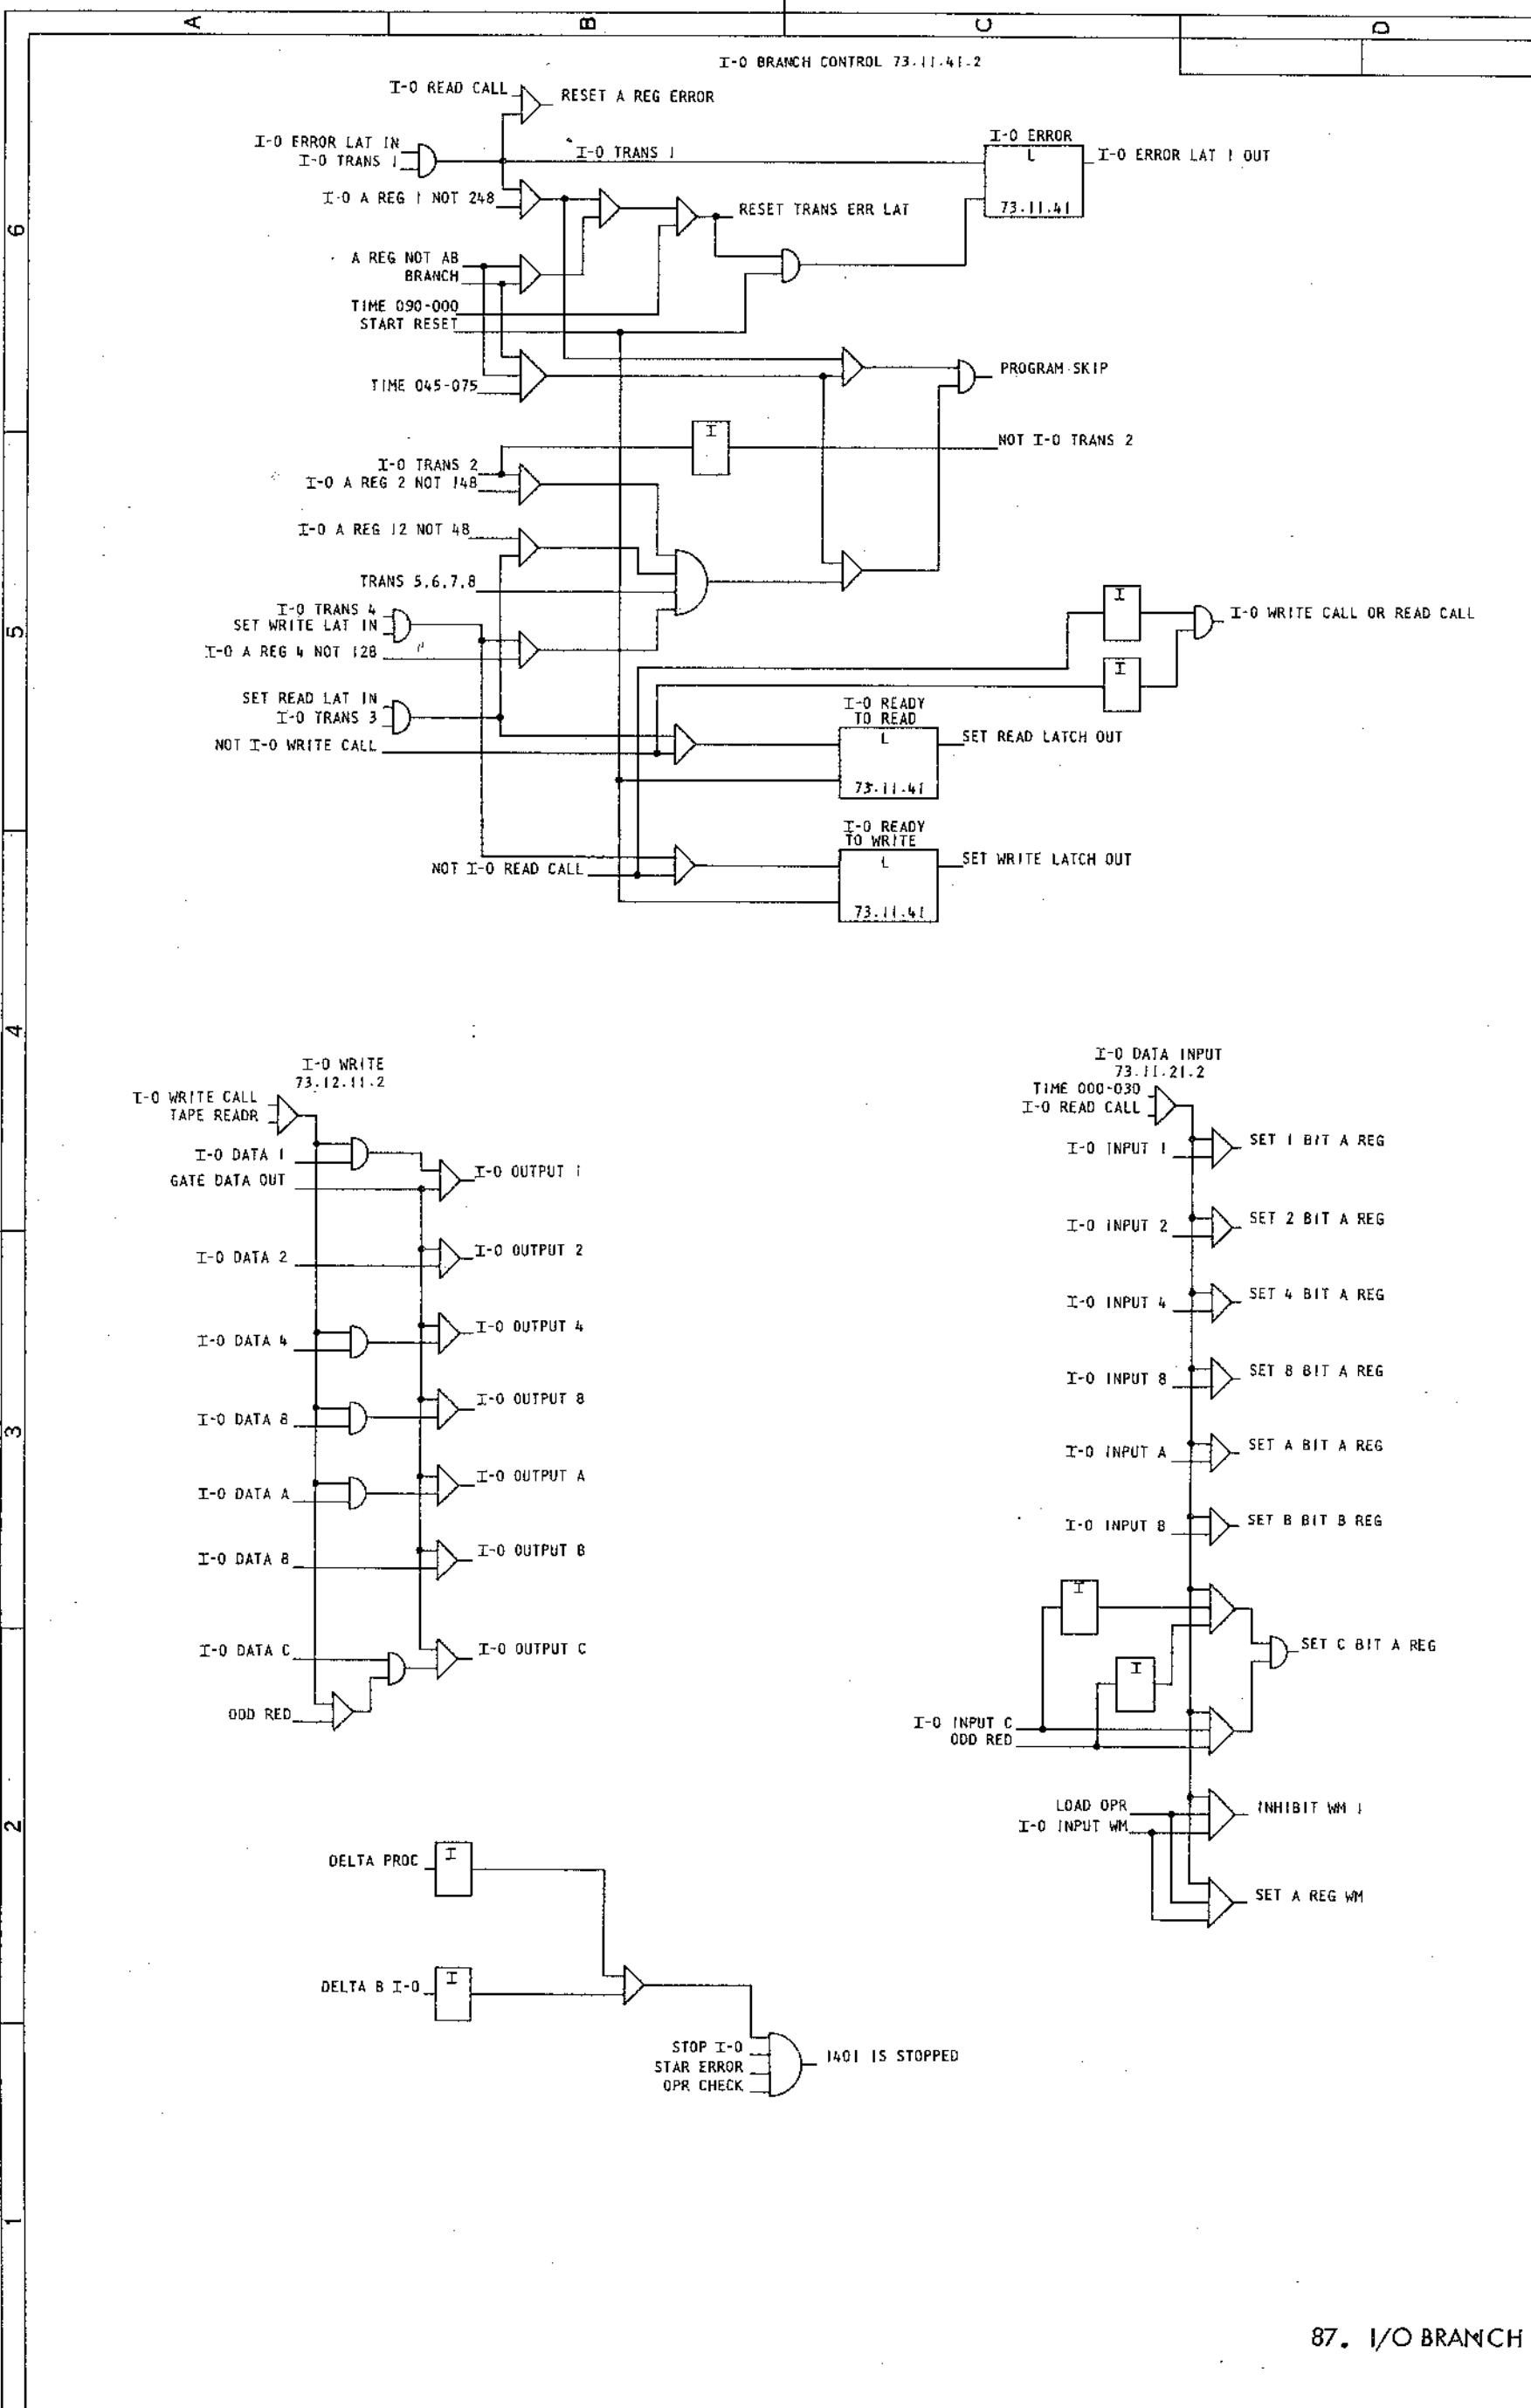 A
B
C
D
I-O BRANCH CONTROL 73.11.41.2
I-O READ CALL
RESET A REG ERROR
I-O ERROR LAT IN
I-O TRANS 1
I-O TRANS 1
I-O ERROR
L
73.11.41
I-O ERROR LAT 1 OUT
I-O A REG 1 NOT 248
RESET TRANS ERR LAT
6
A REG NOT AB
BRANCH
TIME 090-000
START RESET
TIME 045-075
PROGRAM SKIP
I
NOT I-O TRANS 2
I-O TRANS 2
I-O A REG 2 NOT 148
I-O A REG 12 NOT 48
TRANS 5,6,7,8
I-O TRANS 4
SET WRITE LAT IN
I-O A REG 4 NOT 128
5
I
I-O WRITE CALL OR READ CALL
I
SET READ LAT IN
I-O TRANS 3
NOT I-O WRITE CALL
I-O READY
TO READ
L
73.11.41
SET READ LATCH OUT
I-O READY
TO WRITE
L
73.11.41
SET WRITE LATCH OUT
NOT I-O READ CALL
4
I-O WRITE
73.12.11.2
I-O WRITE CALL
TAPE READR
I-O DATA 1
GATE DATA OUT
I-O OUTPUT 1
I-O DATA 2
I-O OUTPUT 2
I-O DATA 4
I-O OUTPUT 4
I-O DATA 8
I-O OUTPUT 8
I-O DATA A
I-O OUTPUT A
I-O DATA B
I-O OUTPUT B
I-O DATA C
I-O OUTPUT C
ODD RED
I-O DATA INPUT
73.11.21.2
TIME 000-030
I-O READ CALL
I-O INPUT 1
SET 1 BIT A REG
I-O INPUT 2
SET 2 BIT A REG
I-O INPUT 4
SET 4 BIT A REG
I-O INPUT 8
SET 8 BIT A REG
3
I-O INPUT A
SET A BIT A REG
I-O INPUT B
SET B BIT B REG
I
I
SET C BIT A REG
I-O INPUT C
ODD RED
2
LOAD OPR
I-O INPUT WM
INHIBIT WM 1
SET A REG WM
DELTA PROC
I
DELTA B I-O
I
STOP I-O
STAR ERROR
OPR CHECK
1401 IS STOPPED
1
87. I/O BRANCH